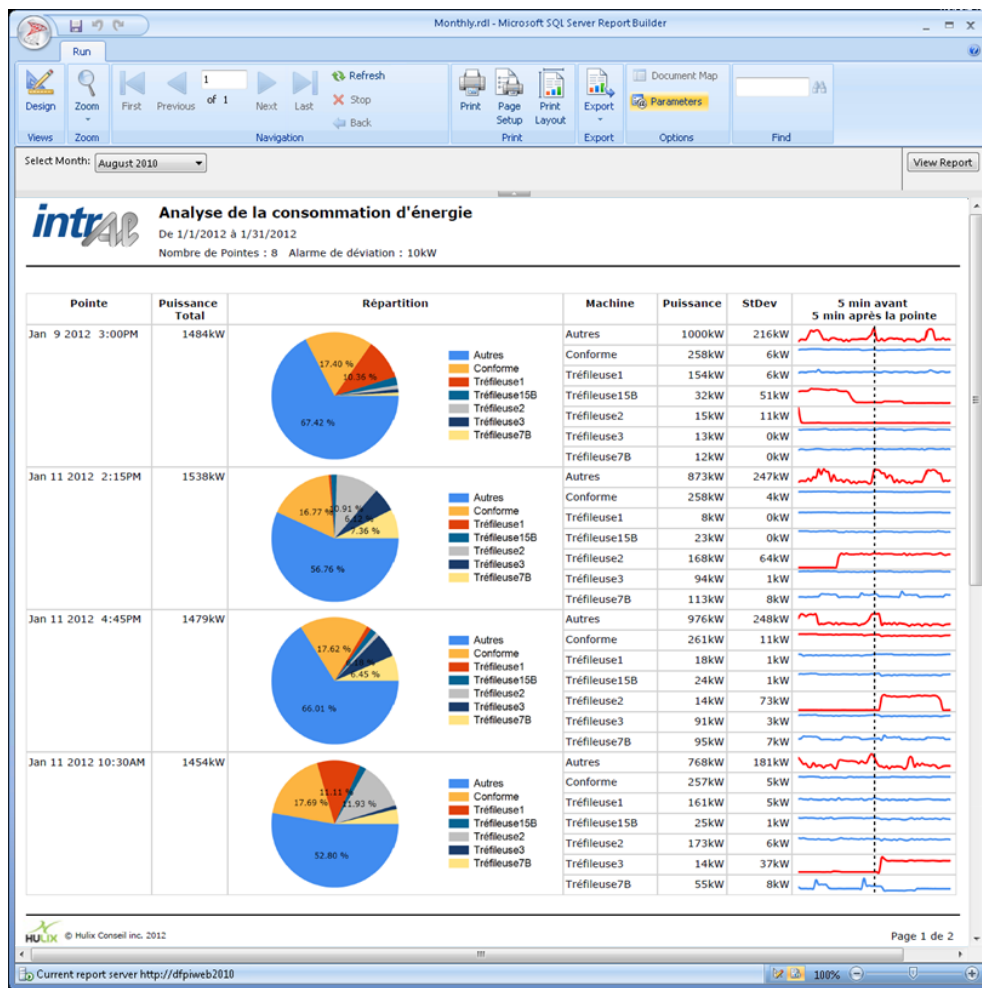 Monthly.rdl - Microsoft SQL Server Report Builder
Run
Design
Zoom
First
Previous
1
of 1
Next
Last
Refresh
Stop
Back
Print
Page Setup
Print Layout
Export
Document Map
Parameters
Views
Zoom
Navigation
Print
Export
Options
Find
Select Month: August 2010
View Report
intral
Analyse de la consommation d'énergie
De 1/1/2012 à 1/31/2012
Nombre de Pointes : 8 Alarme de déviation : 10kW
Pointe Puissance Total Répartition Machine Puissance StDev 5 min avant 5 min après la pointe
Jan 9 2012 3:00PM 1484kW
17.40 %
10.36 %
67.42 %
Autres
Conforme
Tréfileuse1
Tréfileuse15B
Tréfileuse2
Tréfileuse3
Tréfileuse7B
Autres 1000kW 216kW
Conforme 258kW 6kW
Tréfileuse1 154kW 6kW
Tréfileuse15B 32kW 51kW
Tréfileuse2 15kW 11kW
Tréfileuse3 13kW 0kW
Tréfileuse7B 12kW 0kW
Jan 11 2012 2:15PM 1538kW
16.77 %
10.91 %
7.36 %
56.76 %
Autres
Conforme
Tréfileuse1
Tréfileuse15B
Tréfileuse2
Tréfileuse3
Tréfileuse7B
Autres 873kW 247kW
Conforme 258kW 4kW
Tréfileuse1 8kW 0kW
Tréfileuse15B 23kW 0kW
Tréfileuse2 168kW 64kW
Tréfileuse3 94kW 1kW
Tréfileuse7B 113kW 8kW
Jan 11 2012 4:45PM 1479kW
17.62 %
6.45 %
66.01 %
Autres
Conforme
Tréfileuse1
Tréfileuse15B
Tréfileuse2
Tréfileuse3
Tréfileuse7B
Autres 976kW 248kW
Conforme 261kW 11kW
Tréfileuse1 18kW 1kW
Tréfileuse15B 24kW 1kW
Tréfileuse2 14kW 73kW
Tréfileuse3 91kW 3kW
Tréfileuse7B 95kW 7kW
Jan 11 2012 10:30AM 1454kW
11.11 %
17.69 %
11.93 %
52.80 %
Autres
Conforme
Tréfileuse1
Tréfileuse15B
Tréfileuse2
Tréfileuse3
Tréfileuse7B
Autres 768kW 181kW
Conforme 257kW 5kW
Tréfileuse1 161kW 5kW
Tréfileuse15B 25kW 1kW
Tréfileuse2 173kW 6kW
Tréfileuse3 14kW 37kW
Tréfileuse7B 55kW 8kW
HULIX © Hulix Conseil inc. 2012
Page 1 de 2
Current report server http://dfpiweb2010
100%